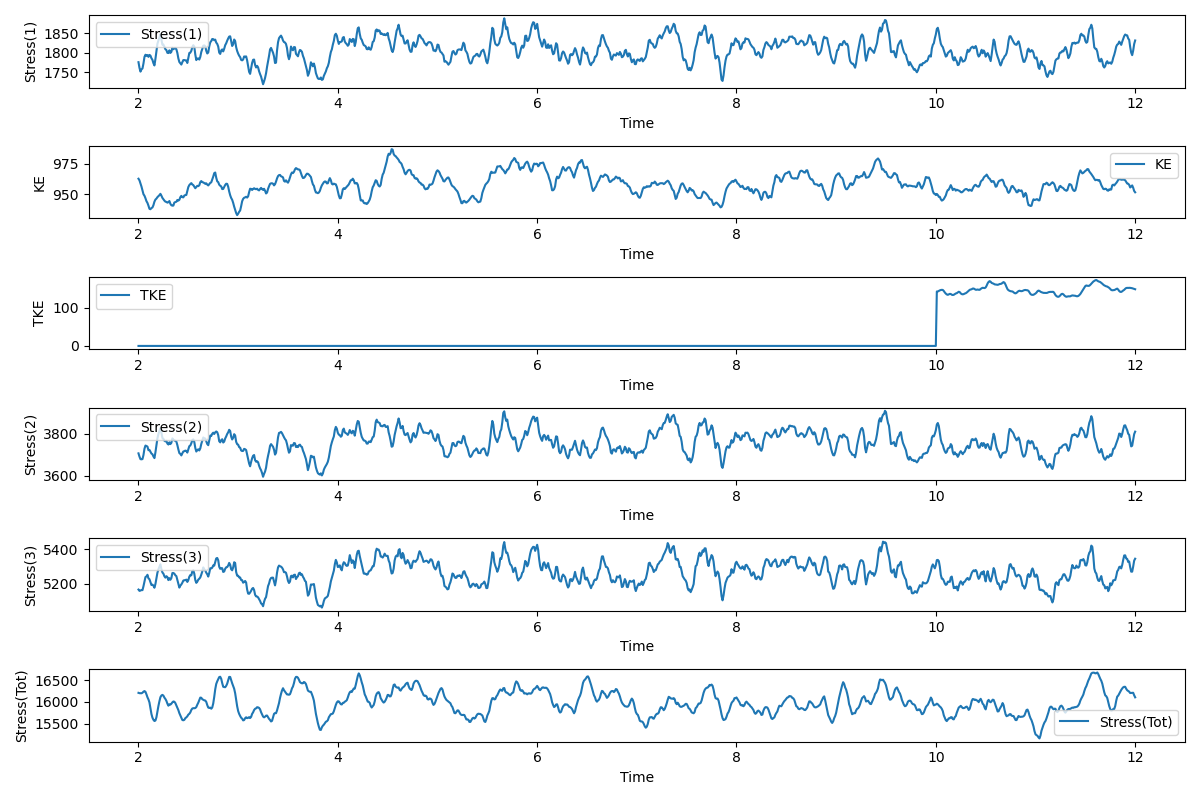 Stress(1)
1850
1800
1750
Stress(1)
2 4 6 8 10 12
Time
KE
975
950
KE
2 4 6 8 10 12
Time
TKE
100
0
TKE
2 4 6 8 10 12
Time
Stress(2)
3800
3600
Stress(2)
2 4 6 8 10 12
Time
Stress(3)
5400
5200
Stress(3)
2 4 6 8 10 12
Time
Stress(Tot)
16500
16000
15500
Stress(Tot)
2 4 6 8 10 12
Time